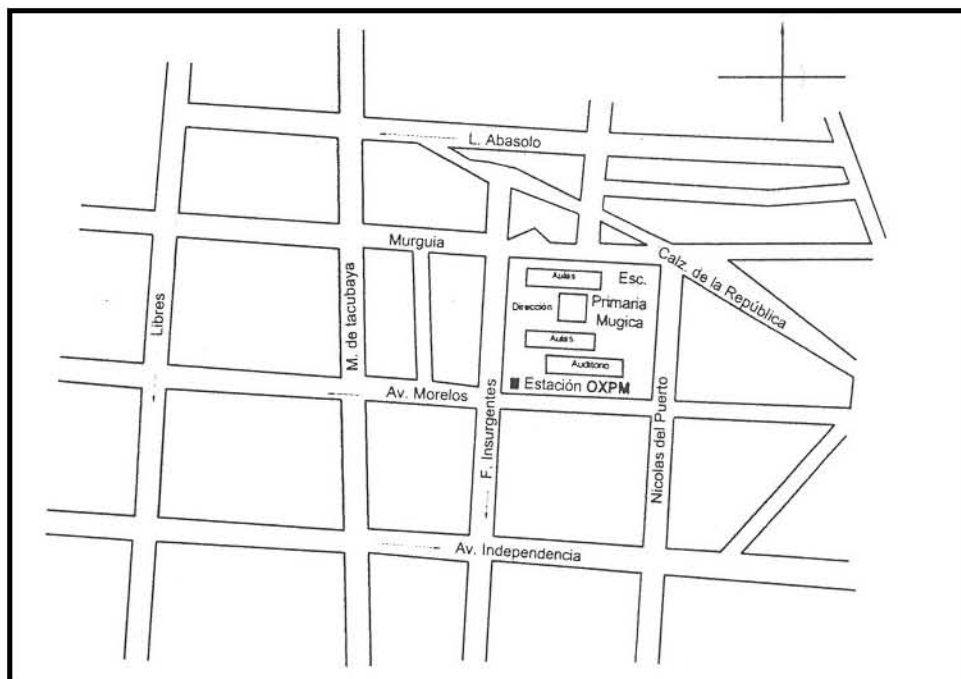 L. Abasolo
Murguia
Calz. de la República
Aulas
Esc.
Dirección
Primaria
Mugica
Aulas
Auditorio
Estación OXPM
Libres
M. de tacubaya
Av. Morelos
F. Insurgentes
Nicolas del Puerto
Av. Independencia